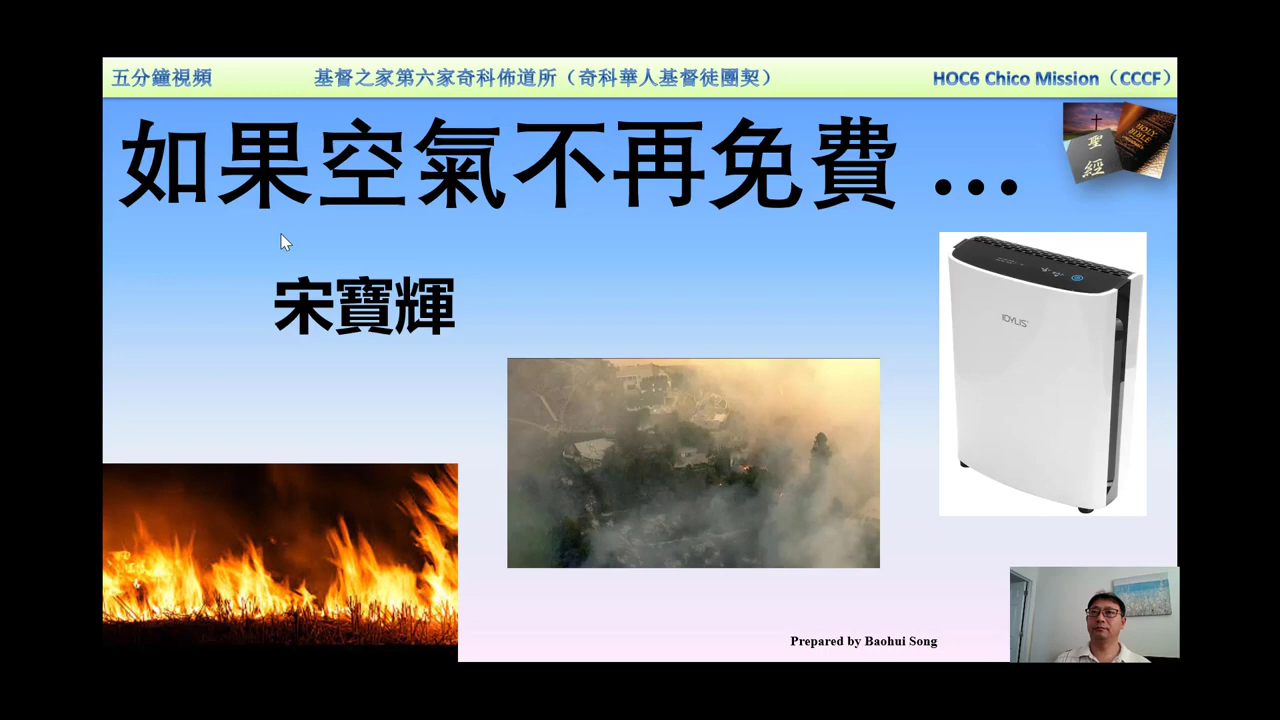 五分鐘視頻
基督之家第六家奇科佈道所（奇科華人基督徒團契）
HOC6 Chico Mission（CCCF）
如果空氣不再免費 ...
聖
經
HOLY
BIBLE
宋寶輝
IDYLIS
Prepared by Baohui Song